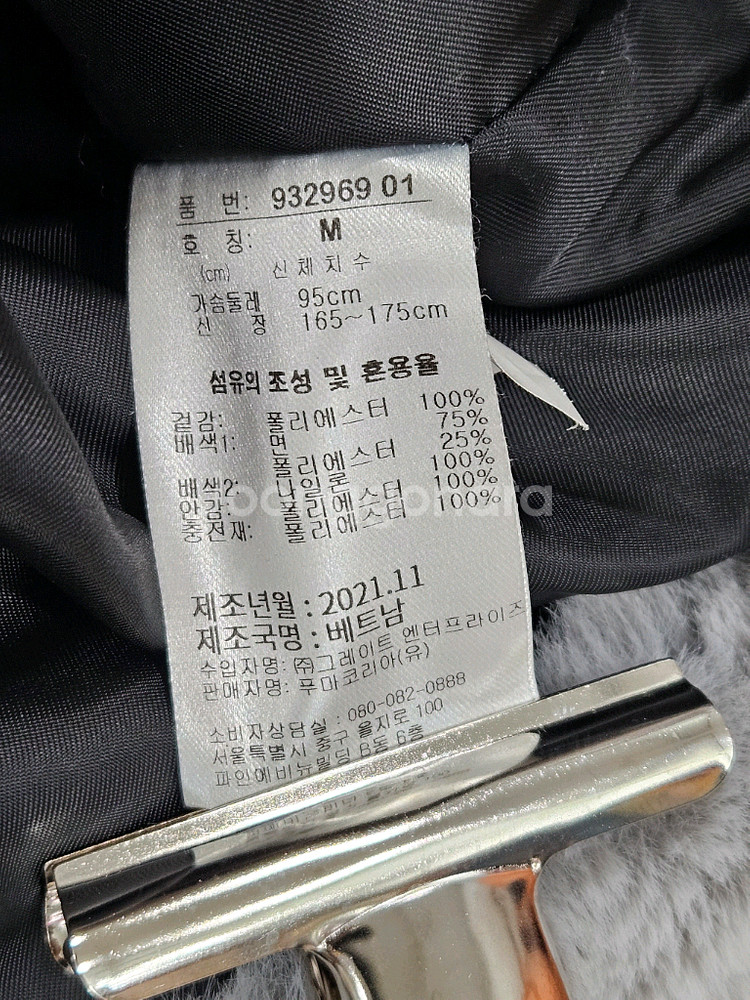 품 번: 932969 01
호 칭: M
(cm) 신체치수
가슴둘레 95cm
신 장 165~175cm
섬유의 조성 및 혼용율
겉감: 폴리에스터 100%
배색1: 면 75%
폴리에스터 25%
배색2: 나일론 100%
안감: 폴리에스터 100%
충전재: 폴리에스터 100%
제조년월 : 2021.11
제조국명 : 베트남
수입자명: ㈜그레이트 엔터프라이즈
판매자명: 푸마코리아(유)
소비자상담실 : 080-082-0888
서울특별시 중구 을지로 100
파인애비뉴빌딩 B동 6층